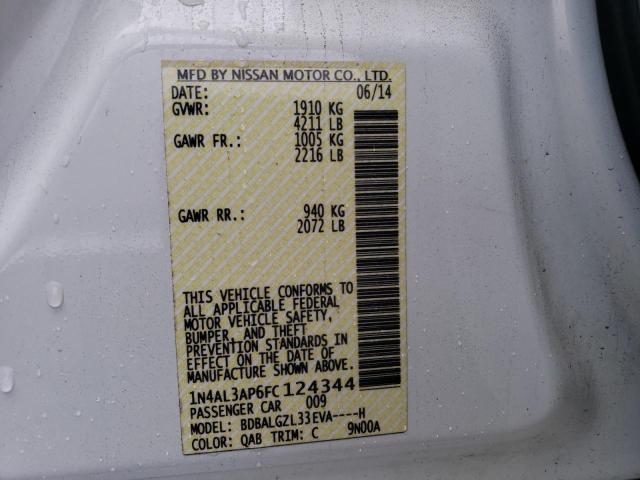 MFD BY NISSAN MOTOR CO., LTD.
DATE: 06/14
GVWR: 1910 KG
4211 LB
GAWR FR.: 1005 KG
2216 LB
GAWR RR.: 940 KG
2072 LB
THIS VEHICLE CONFORMS TO
ALL APPLICABLE FEDERAL
MOTOR VEHICLE SAFETY,
BUMPER, AND THEFT
PREVENTION STANDARDS IN
EFFECT ON THE DATE OF
MANUFACTURE SHOWN ABOVE.
1N4AL3AP6FC124344
PASSENGER CAR 009
MODEL: BDBALGZL33EVA----H
COLOR: QAB TRIM: C 9N00A